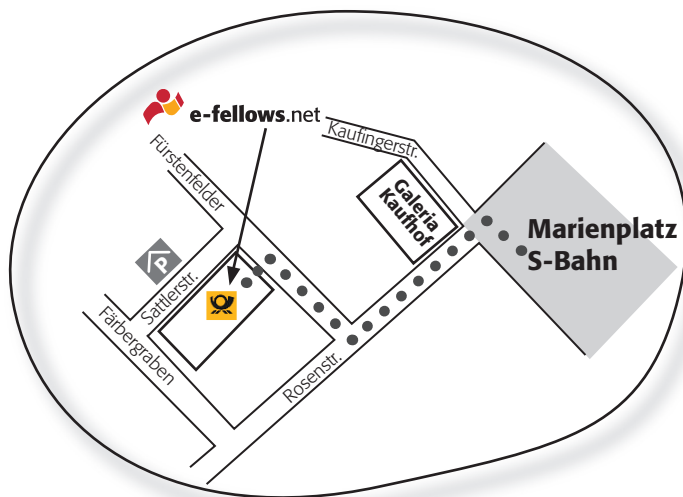 e-fellows.net
Kaufingerstr.
Fürstenfelder
Galeria
Kaufhof
Marienplatz
S-Bahn
P
Sattlerstr.
Färbergraben
Rosenstr.